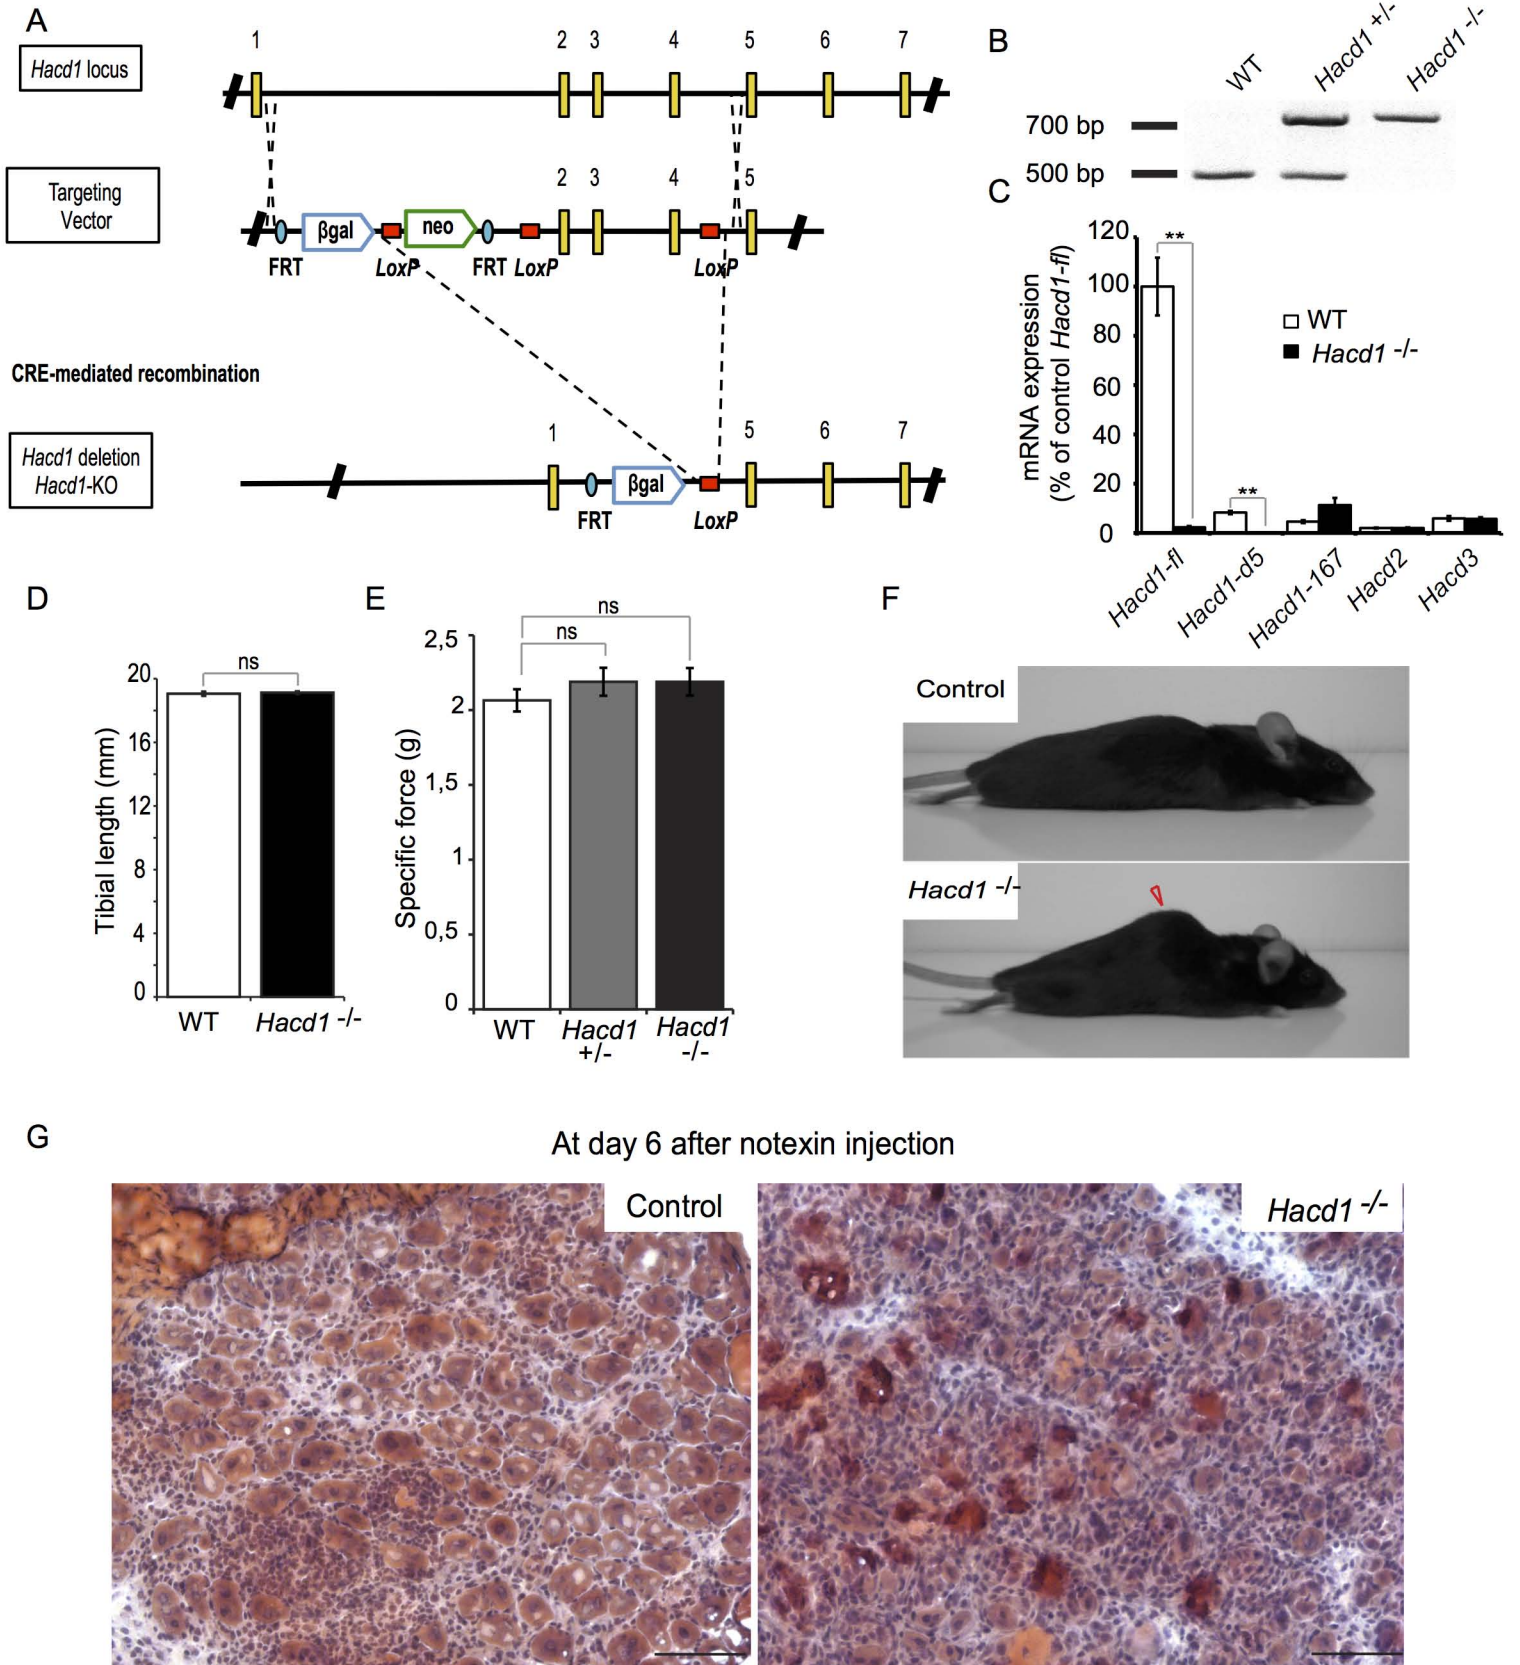 A
1 2 3 4 5 6 7
Hacd1 locus
Targeting
Vector
2 3 4 5
βgal neo
FRT LoxP FRT LoxP LoxP
CRE-mediated recombination
Hacd1 deletion
Hacd1-KO
1 5 6 7
βgal
FRT LoxP
B
WT Hacd1 +/- Hacd1 -/-
700 bp
500 bp
C
mRNA expression
(% of control Hacd1-fl)
120
100
80
60
40
20
0
**
**
WT
Hacd1 -/-
Hacd1-fl Hacd1-d5 Hacd1-167 Hacd2 Hacd3
D
Tibial length (mm)
20
16
12
8
4
0
ns
WT Hacd1 -/-
E
Specific force (g)
2,5
2
1,5
1
0,5
0
ns
ns
WT Hacd1 Hacd1
+/- -/-
F
Control
Hacd1 -/-
G
At day 6 after notexin injection
Control
Hacd1 -/-